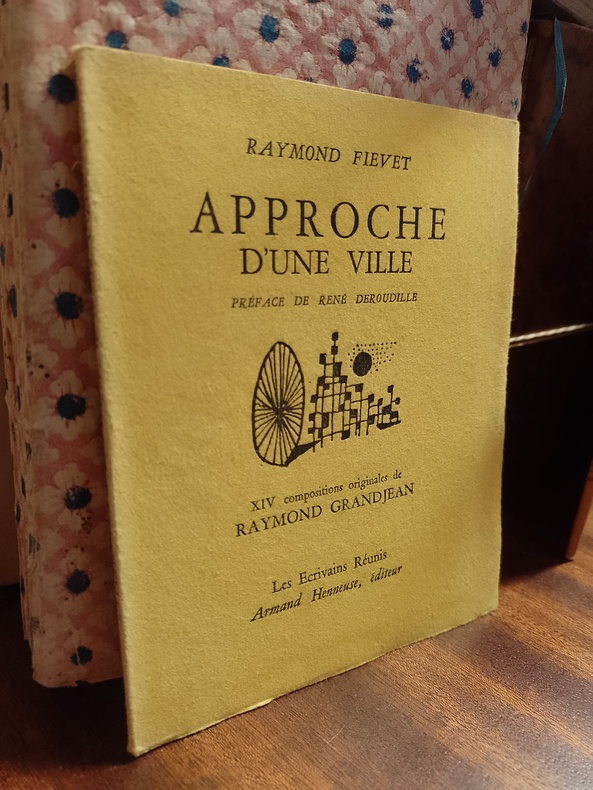 RAYMOND FIEVET
APPROCHE
D'UNE VILLE
PRÉFACE DE RENÉ DEROUDILLE
XIV compositions originales de
RAYMOND GRANDJEAN
Les Ecrivains Réunis
Armand Henneuse, éditeur